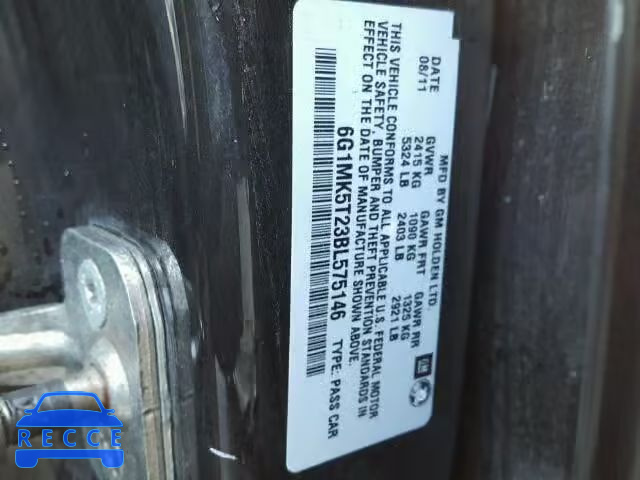 MFD BY GM HOLDEN LTD.
DATE GVWR GAWR FRT GAWR RR
08/11 2415 KG 1090 KG 1325 KG
5324 LB 2403 LB 2921 LB
THIS VEHICLE CONFORMS TO ALL APPLICABLE U.S. FEDERAL MOTOR
VEHICLE SAFETY, BUMPER AND THEFT PREVENTION STANDARDS IN
EFFECT ON THE DATE OF MANUFACTURE SHOWN ABOVE.
6G1MK5T23BL575146 TYPE: PASS CAR
GM
RECCE